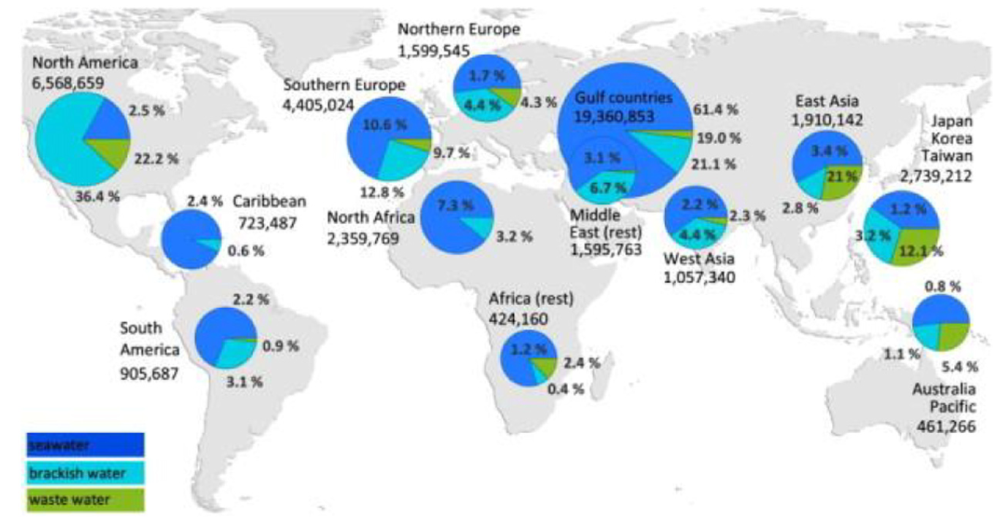 North America
6,568,659
2.5 %
22.2 %
36.4 %
2.4 %
Caribbean
723,487
0.6 %
2.2 %
South
America
905,687
0.9 %
3.1 %
Northern Europe
1,599,545
1.7 %
4.4 %
4.3 %
Southern Europe
4,405,024
10.6 %
9.7 %
12.8 %
North Africa
2,359,769
7.3 %
3.2 %
Gulf countries
19,360,853
61.4 %
19.0 %
21.1 %
3.1 %
6.7 %
Middle
East (rest)
1,595,763
2.2 %
2.3 %
4.4 %
West Asia
1,057,340
Africa (rest)
424,160
1.2 %
2.4 %
0.4 %
East Asia
1,910,142
3.4 %
21%
2.8 %
Japan
Korea
Taiwan
2,739,212
1.2 %
3.2 %
12.1 %
0.8 %
1.1 %
5.4 %
Australia
Pacific
461,266
seawater
brackish water
waste water